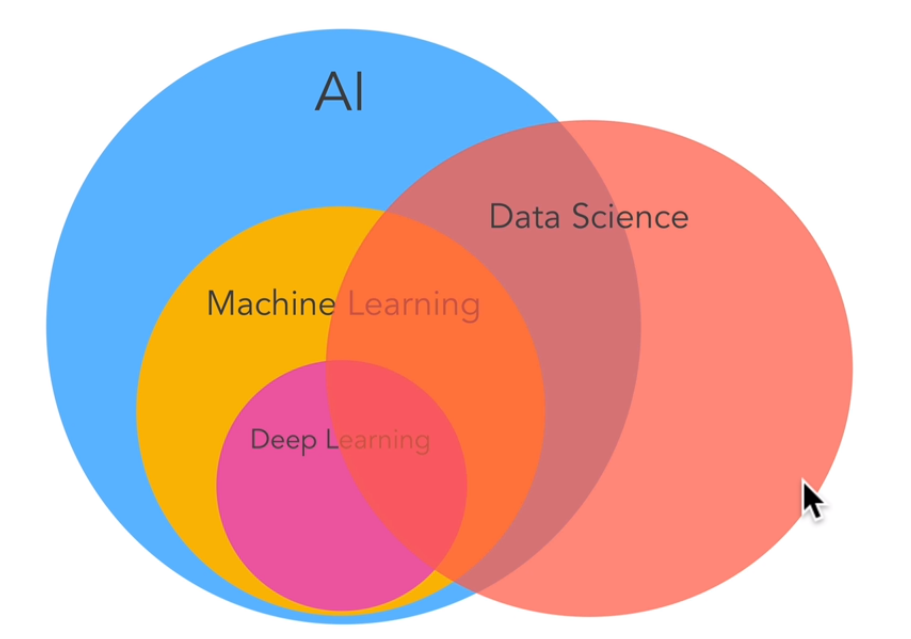 AI
Data Science
Machine Learning
Deep Learning